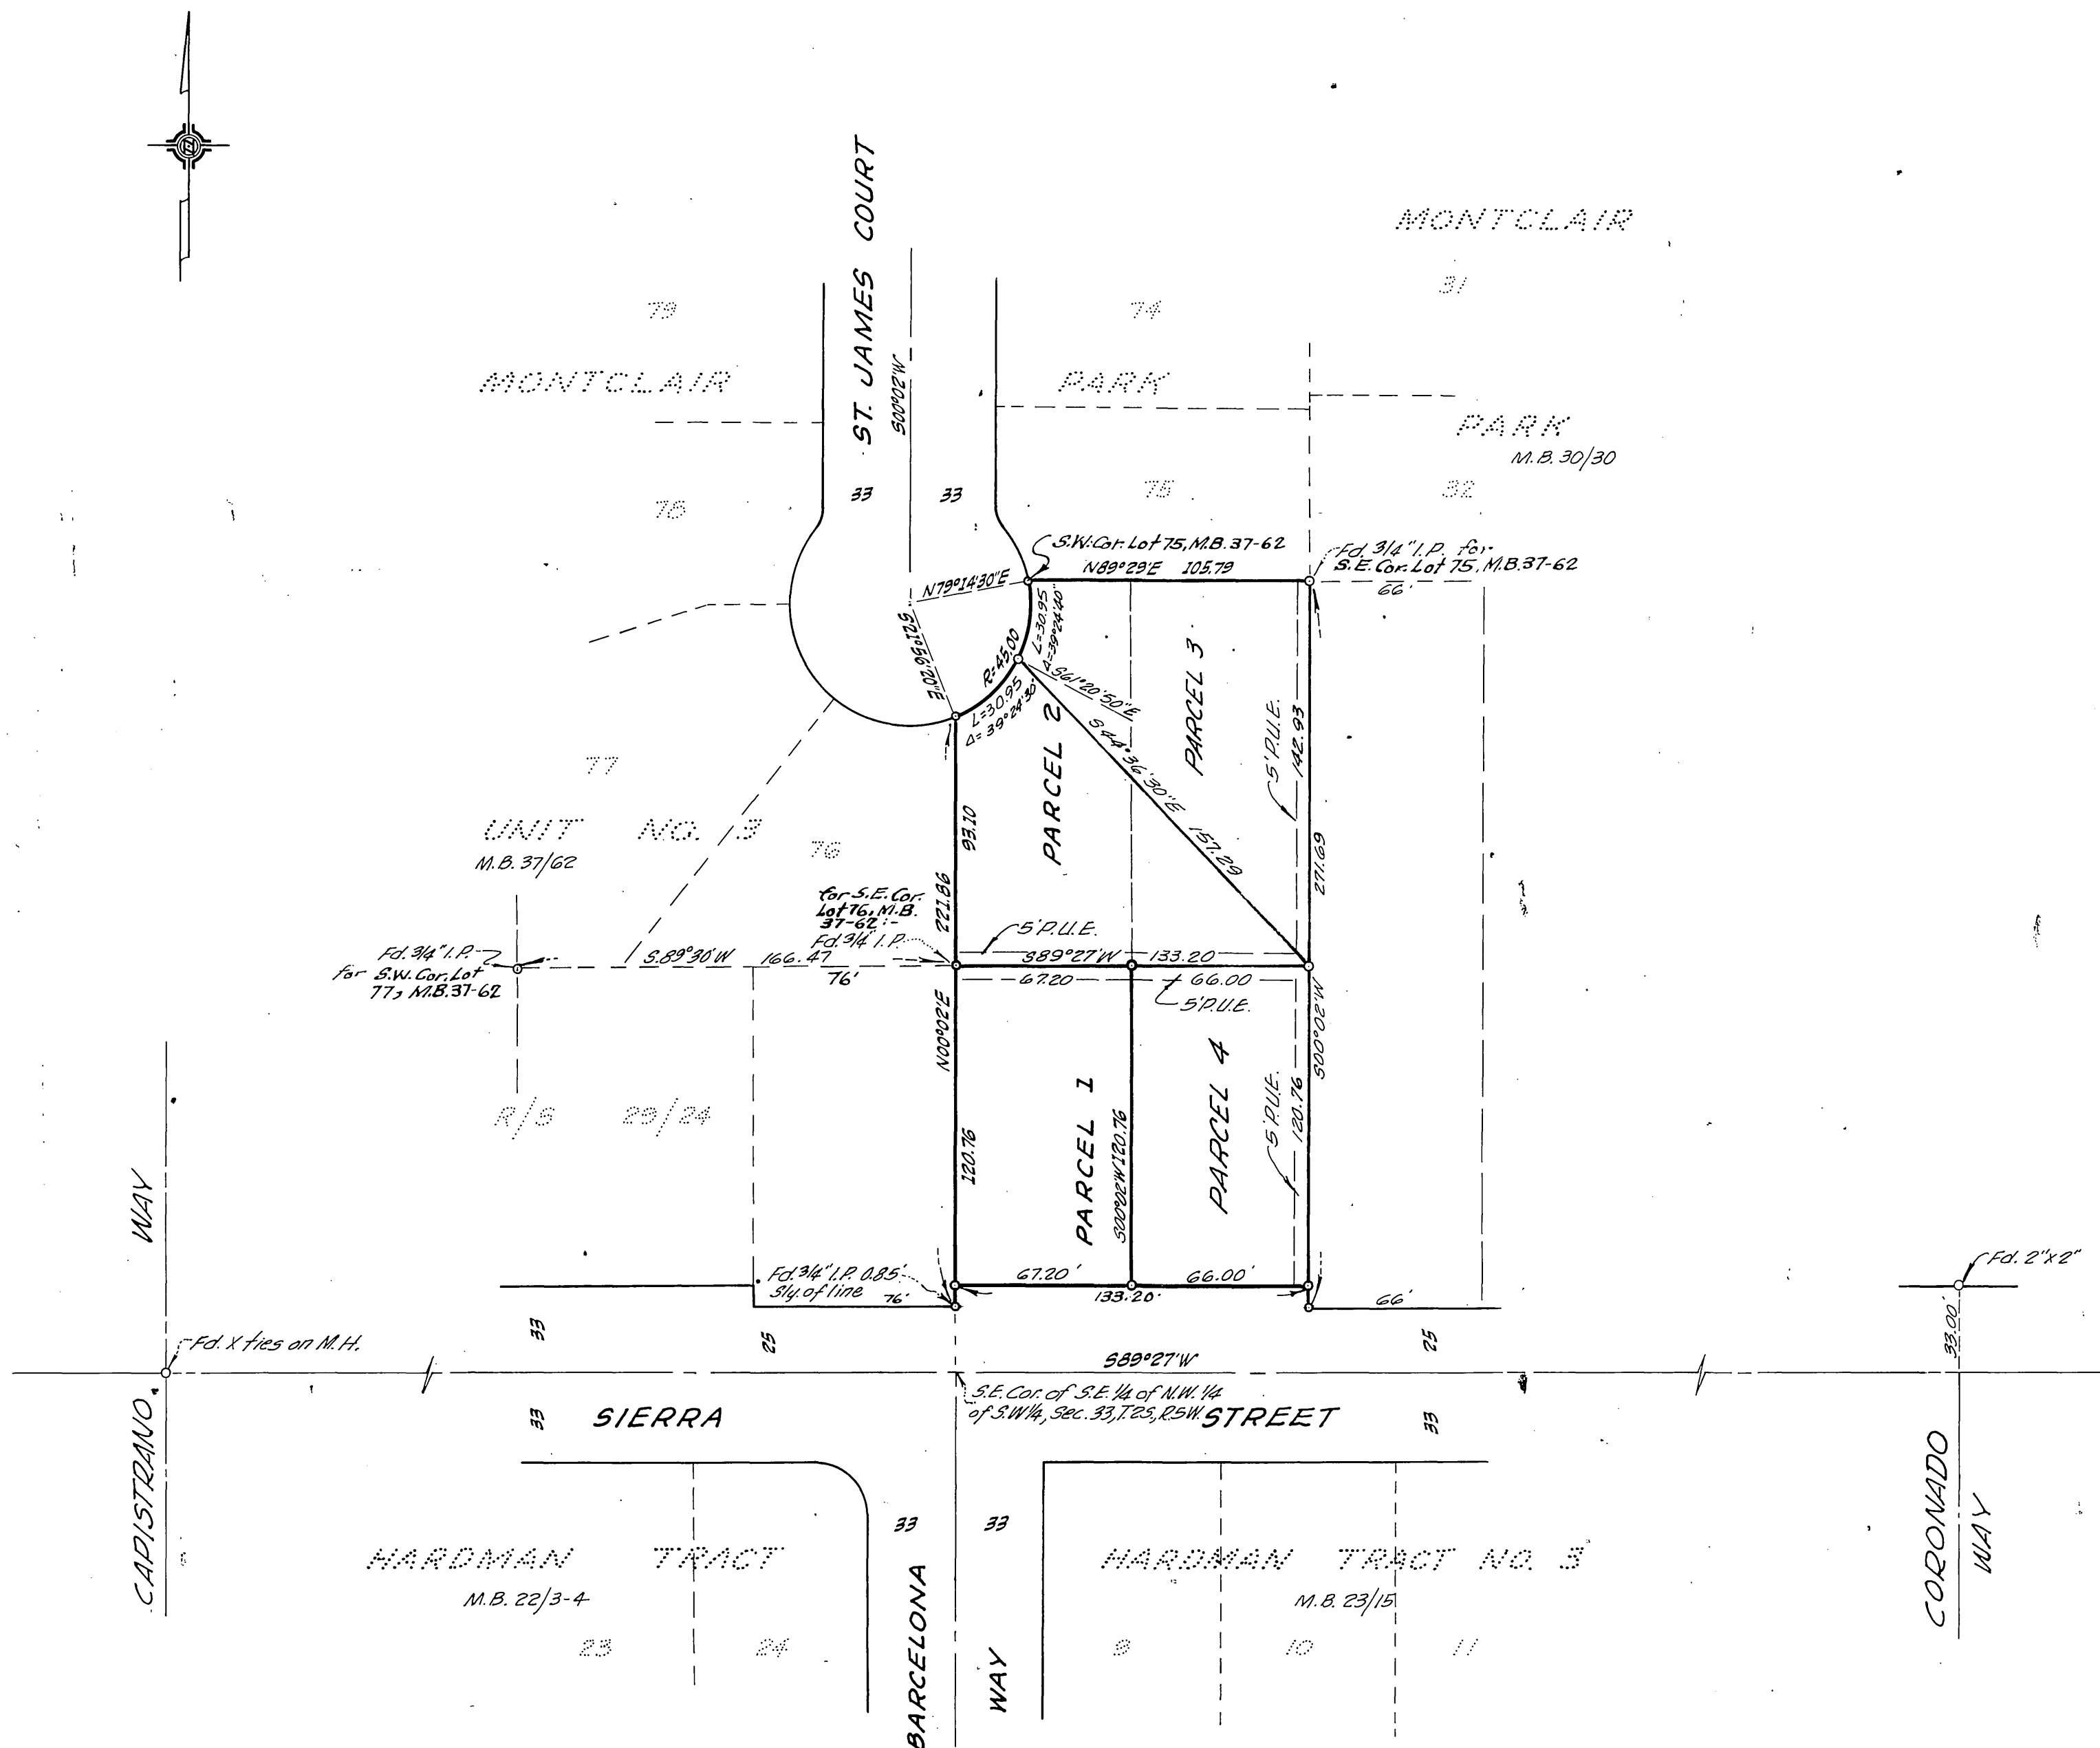 N
ST. JAMES COURT
S00°02'W
MONTCLAIR
31
79
74
MONTCLAIR
PARK
PARK
M.B. 30/30
33
33
78
75
32
S.W. Cor. Lot 75, M.B. 37-62
N89°29'E 105.79
Fd. 3/4" I.P. for
S.E. Cor. Lot 75, M.B. 37-62
66'
N79°14'30"E
S21°56'20"E
R=45.00
L=30.95
Δ=39°24'40"
L=30.95
Δ=39°24'30"
S61°20'50"E
S44°36'30"E 157.29
PARCEL 2
PARCEL 3
5' P.U.E.
142.93
271.69
93.10
221.86
77
UNIT NO. 3
M.B. 37/62
76
for S.E. Cor.
Lot 76, M.B.
37-62:-
Fd. 3/4" I.P.
5' P.U.E.
Fd. 3/4" I.P.
for S.W. Cor. Lot
77, M.B. 37-62
S.89°30'W 166.47
76'
S89°27'W 133.20
67.20
66.00
5' P.U.E.
N00°02'E
S00°02'W
R/S 29/24
PARCEL 1
S00°02'W 120.76
PARCEL 4
5' P.U.E.
120.76
120.76
CAPISTRANO WAY
Fd. 3/4" I.P. 0.85'
Sly. of line
76'
67.20'
66.00'
133.20'
66'
Fd. 2"x2"
33.00'
Fd. X ties on M.H.
33
25
25
S89°27'W
S.E. Cor. of S.E. 1/4 of N.W. 1/4
of S.W 1/4, Sec. 33, T.2S, R.5W.
33
SIERRA
STREET
33
33
33
HARDMAN TRACT
M.B. 22/3-4
23
24
BARCELONA WAY
HARDMAN TRACT NO. 3
M.B. 23/15
9
10
11
CORONADO WAY